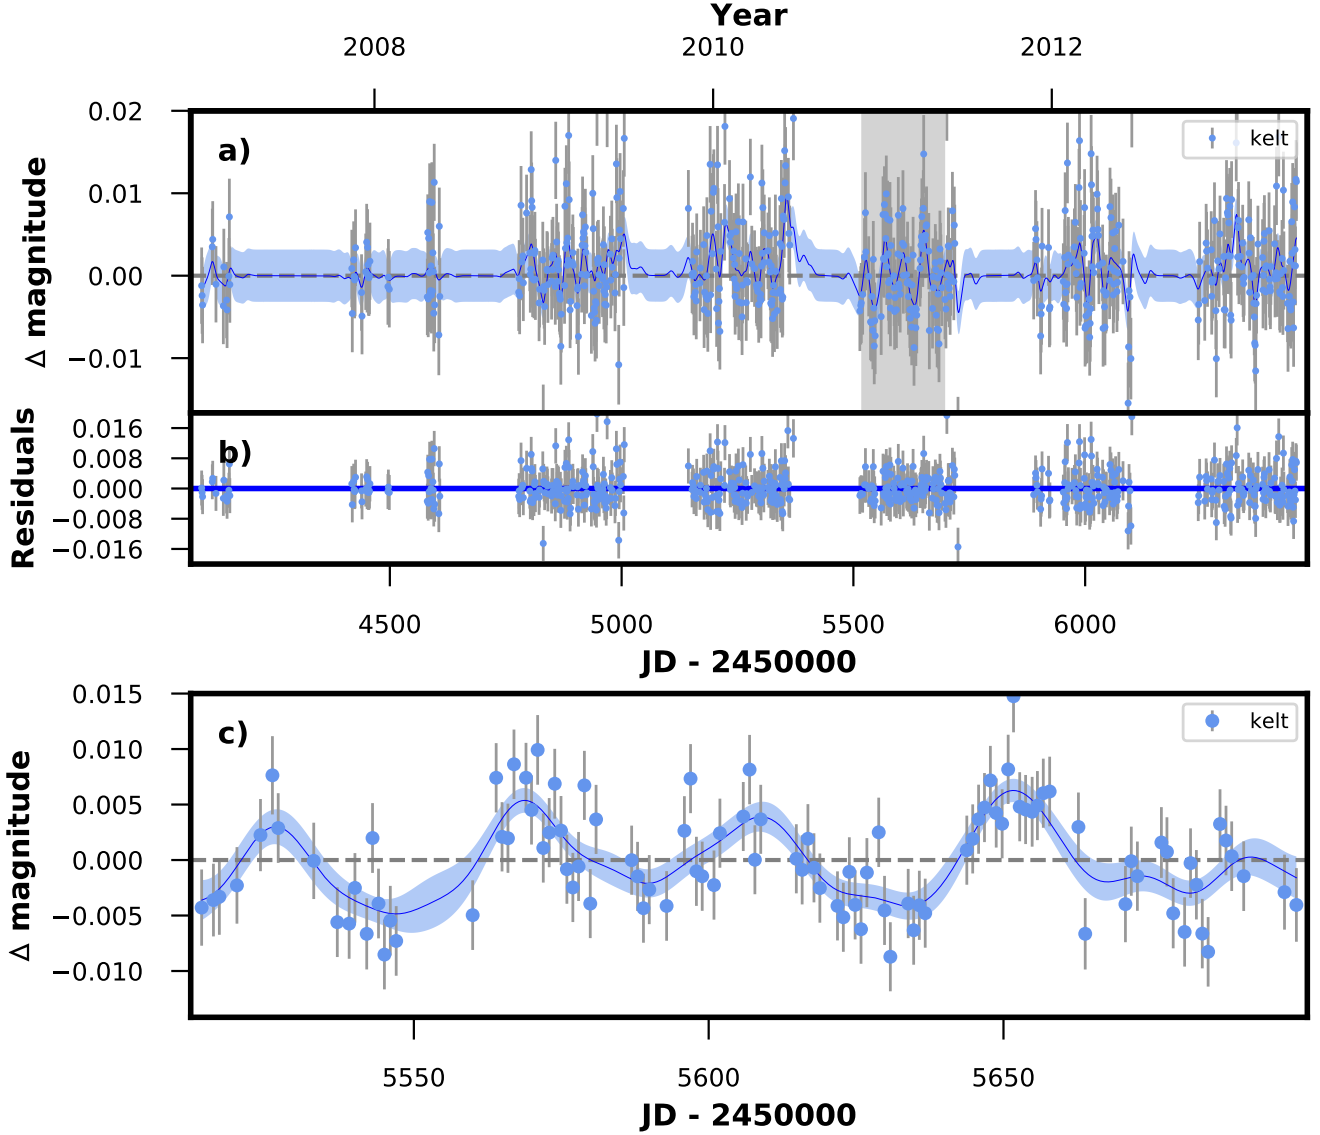 Year
2008 2010 2012
0.02
a) kelt
0.01
0.00
−0.01
Δ magnitude
0.016
b)
0.008
0.000
−0.008
−0.016
Residuals
4500 5000 5500 6000
JD - 2450000
0.015
c) kelt
0.010
0.005
0.000
−0.005
−0.010
Δ magnitude
5550 5600 5650
JD - 2450000